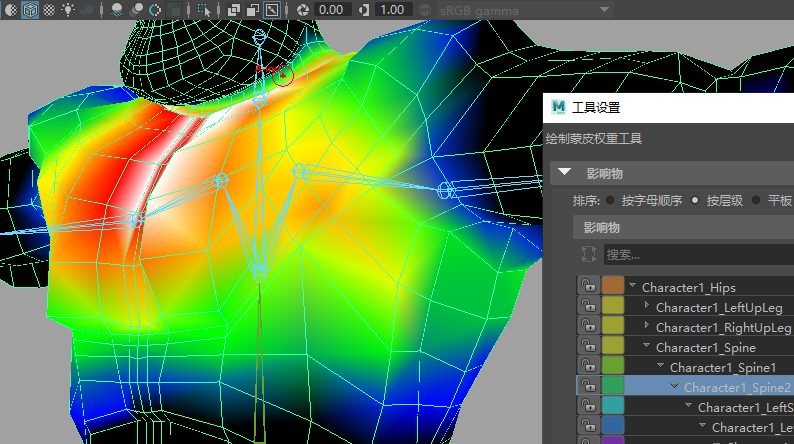 0.00 1.00 sRGB gamma
工具设置
绘制蒙皮权重工具
影响物
排序: 按字母顺序 按层级 平板
影响物
搜索...
Character1_Hips
Character1_LeftUpLeg
Character1_RightUpLeg
Character1_Spine
Character1_Spine1
Character1_Spine2
Character1_LeftS
Character1_Le